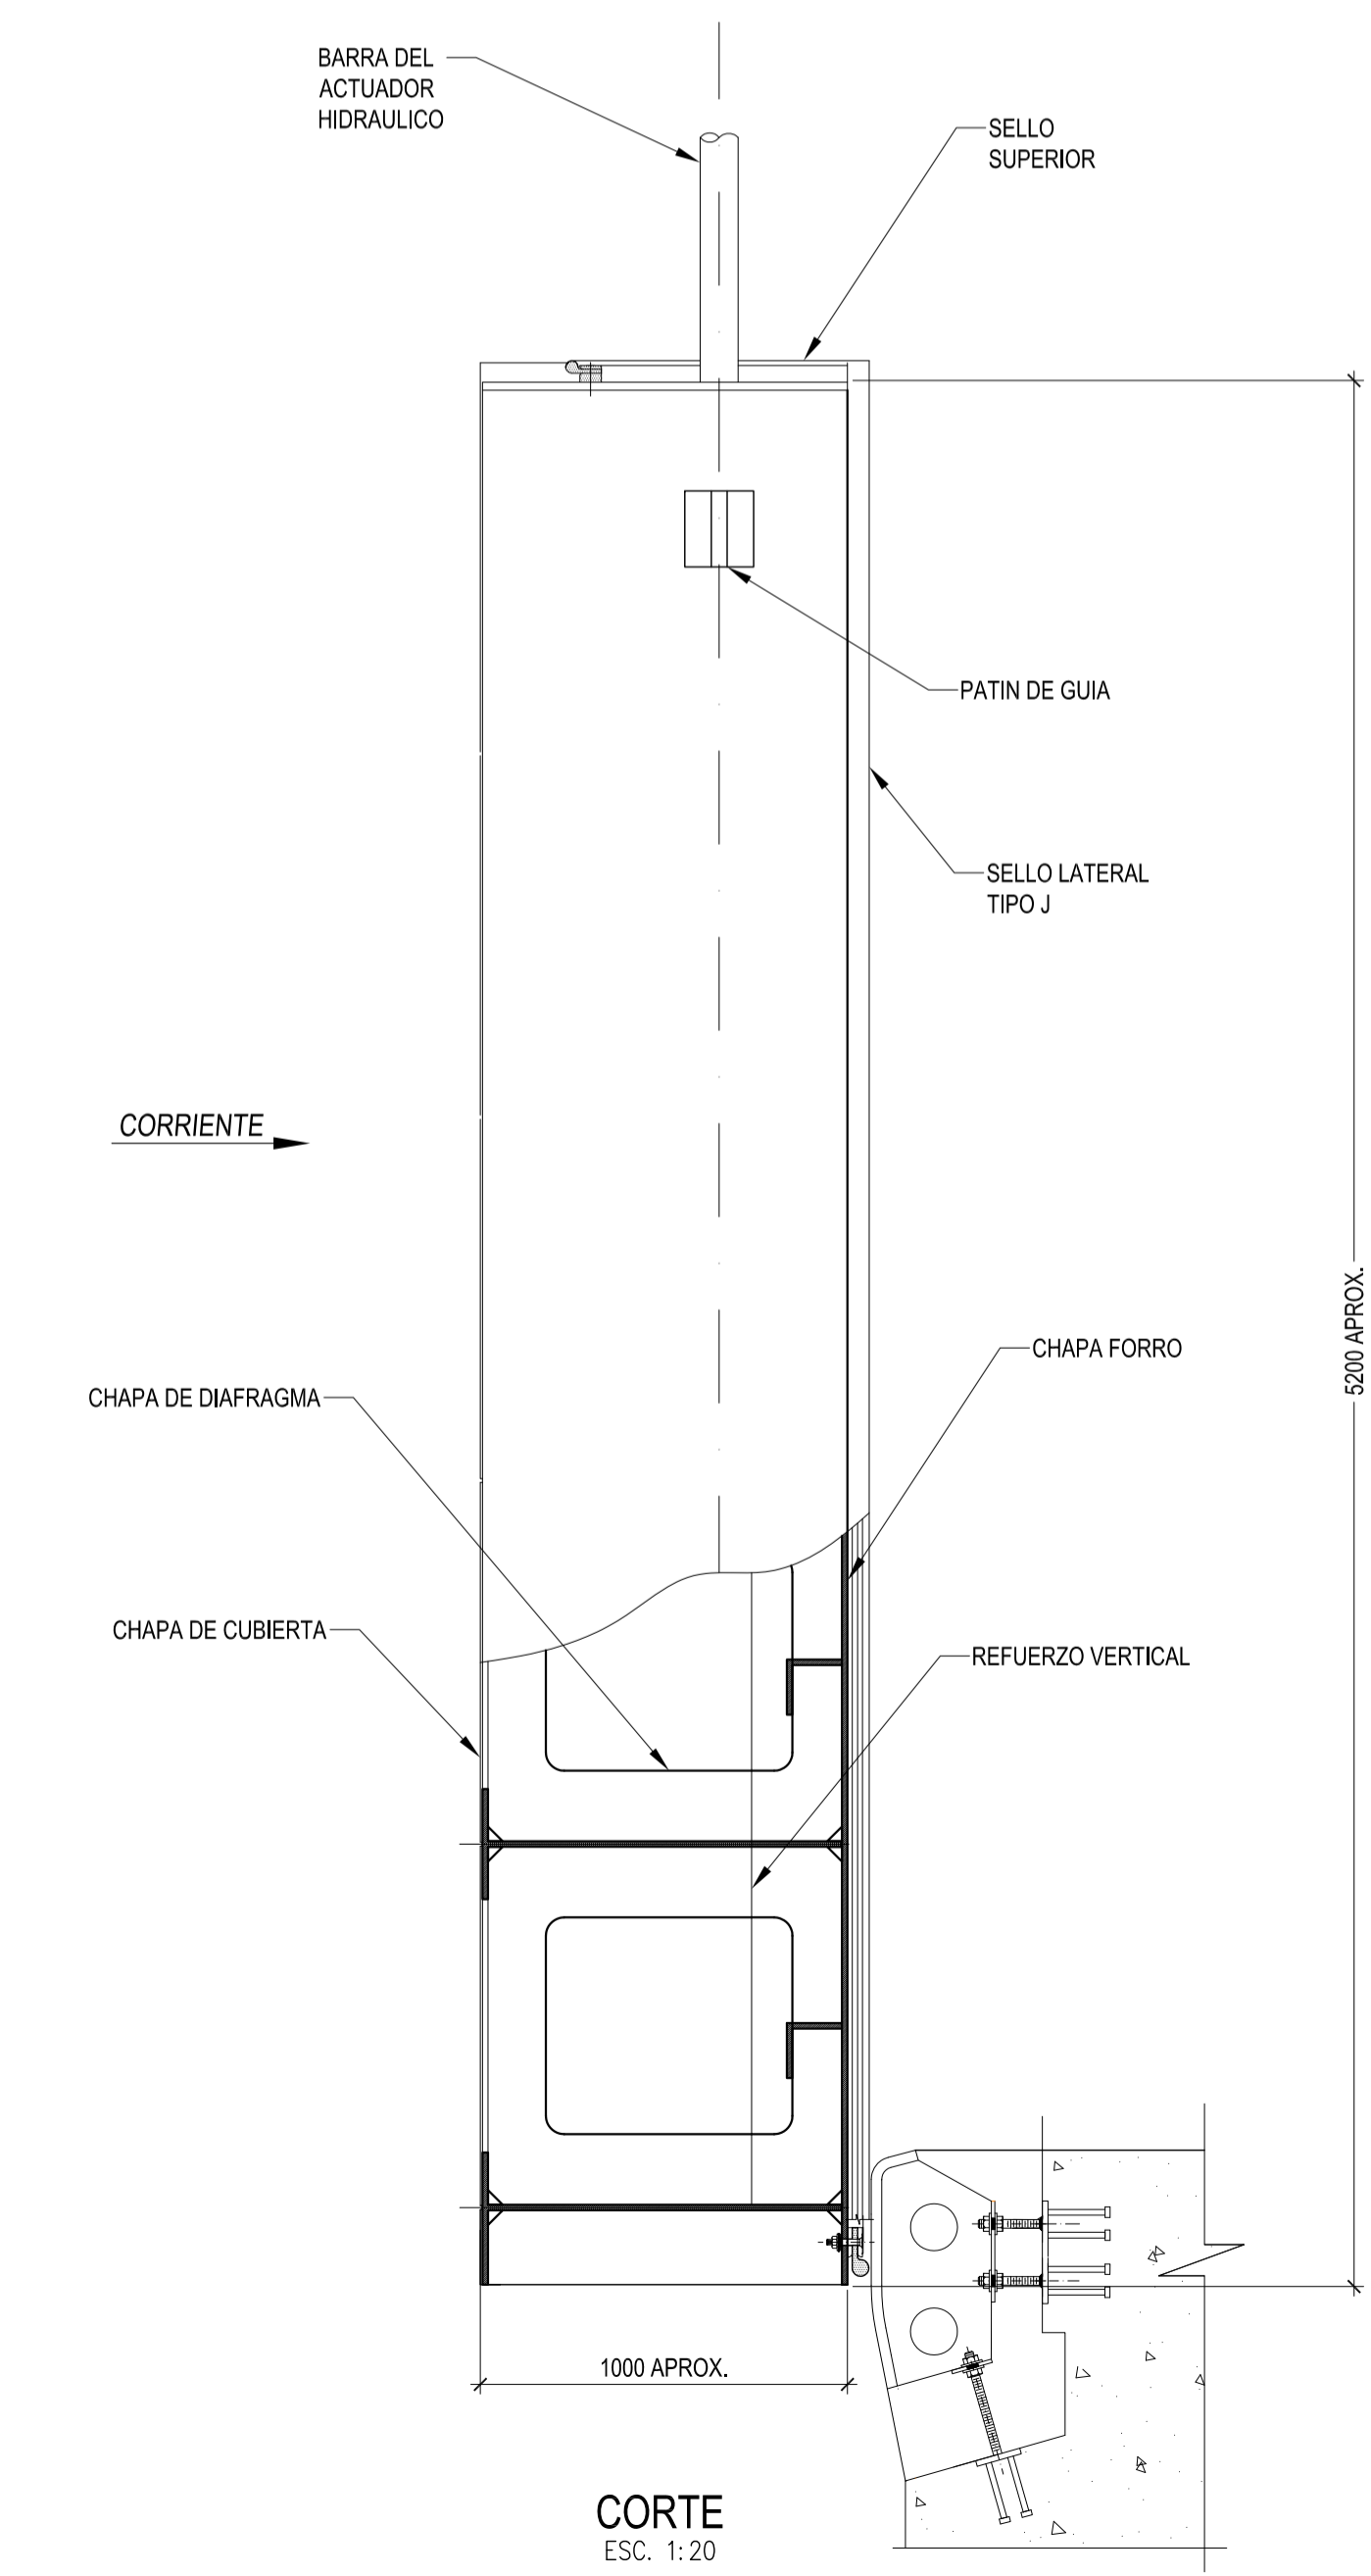 BARRA DEL
ACTUADOR
HIDRAULICO
SELLO
SUPERIOR
PATIN DE GUIA
SELLO LATERAL
TIPO J
CORRIENTE
5200 APROX.
CHAPA FORRO
CHAPA DE DIAFRAGMA
CHAPA DE CUBIERTA
REFUERZO VERTICAL
1000 APROX.
CORTE
ESC. 1:20